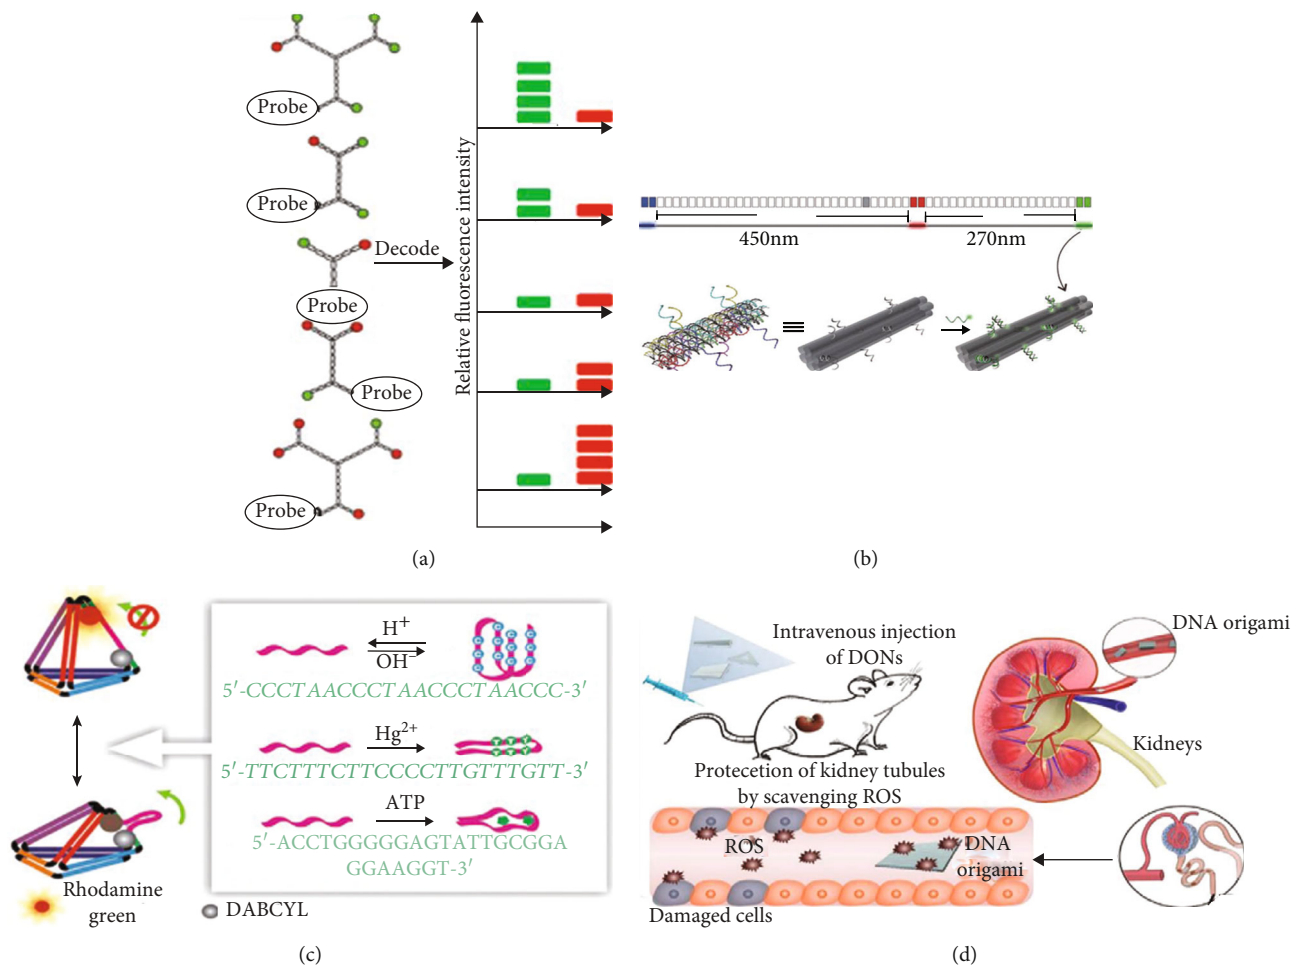 Probe
Probe
Probe
Probe
Probe
Decode
Relative fluorescence intensity
(a)
450nm
270nm
(b)
H+
OH–
5′-CCCTAACCCTAACCCTAACCC-3′
Hg2+
5′-TTCTTTCTTCCCCTTGTTTGTT-3′
ATP
5′-ACCTGGGGGAGTATTGCGGA
GGAAGGT-3′
Rhodamine
green
DABCYL
(c)
Intravenous injection
of DONs
DNA origami
Kidneys
Protecetion of kidney tubules
by scavenging ROS
ROS
DNA
origami
Damaged cells
(d)